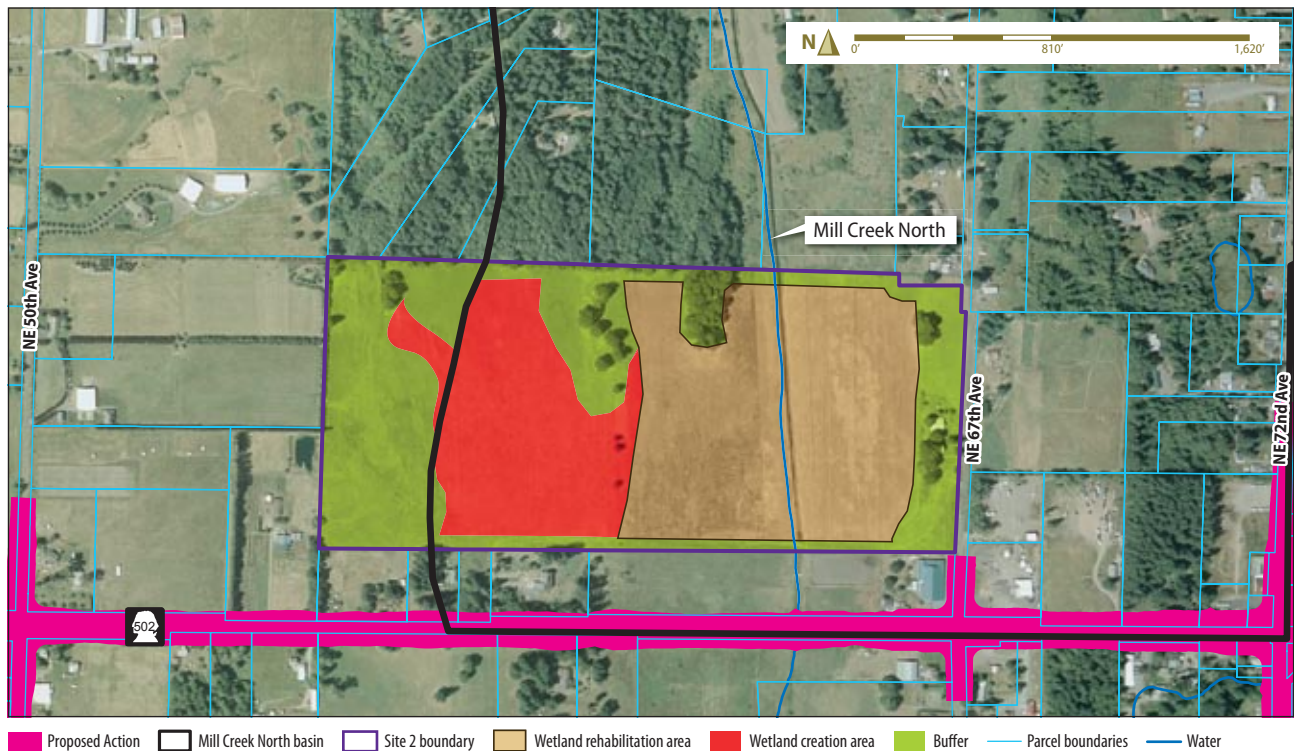 N
0' 810' 1,620'
Mill Creek North
NE 50th Ave
NE 67th Ave
NE 72nd Ave
502
Proposed Action Mill Creek North basin Site 2 boundary Wetland rehabilitation area Wetland creation area Buffer Parcel boundaries Water